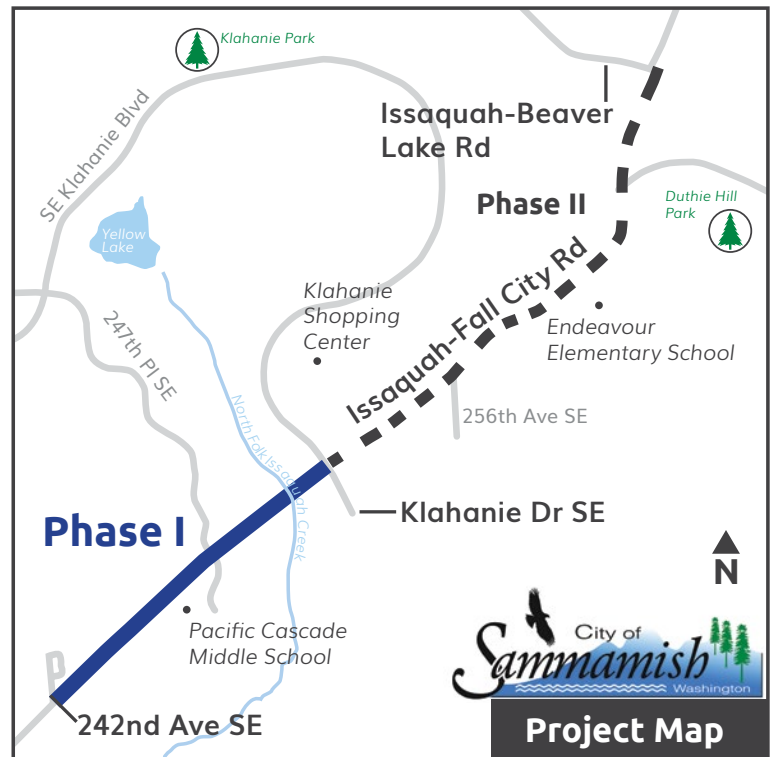 Klahanie Park
Issaquah-Beaver
Lake Rd
SE Klahanie Blvd
Phase II
Duthie Hill
Park
Yellow
Lake
Klahanie
Shopping
Center
Issaquah-Fall City Rd
247th Pl SE
Endeavour
Elementary School
256th Ave SE
North Fork Issaquah Creek
Klahanie Dr SE
Phase I
N
Pacific Cascade
Middle School
City of
Sammamish
Washington
242nd Ave SE
Project Map